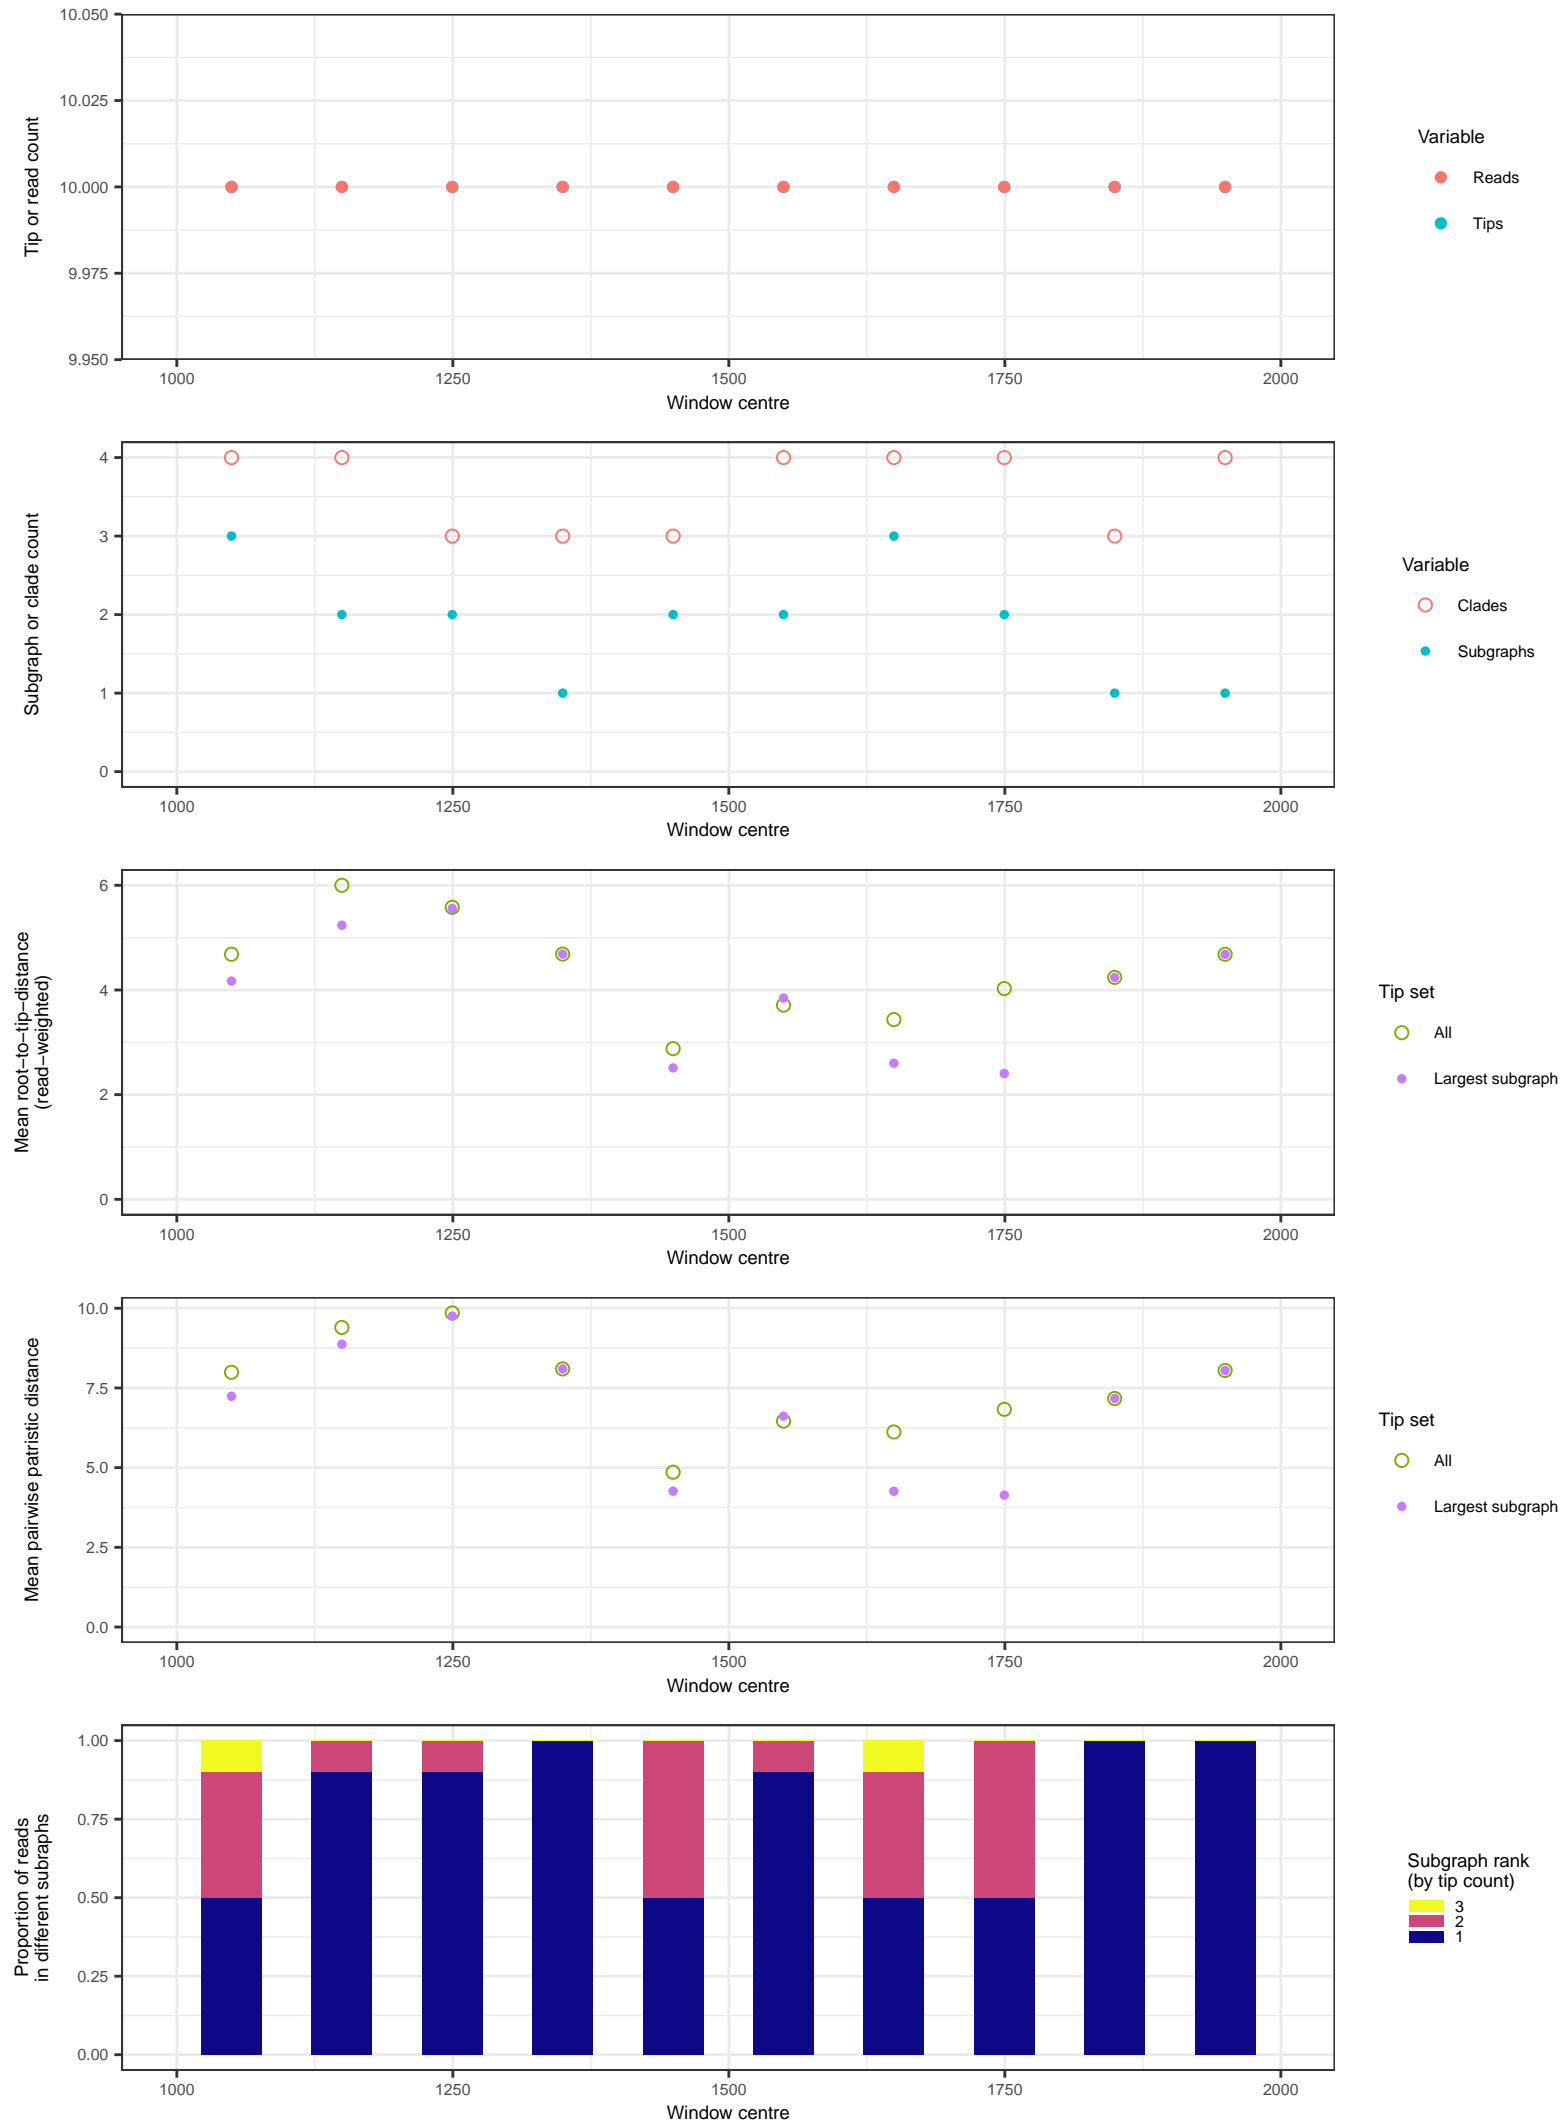 10.050
10.025
10.000
9.975
9.950
Tip or read count
1000 1250 1500 1750 2000
Window centre
Variable
Reads
Tips
4
3
2
1
0
Subgraph or clade count
1000 1250 1500 1750 2000
Window centre
Variable
Clades
Subgraphs
6
4
2
0
Mean root−to−tip−distance
(read−weighted)
1000 1250 1500 1750 2000
Window centre
Tip set
All
Largest subgraph
10.0
7.5
5.0
2.5
0.0
Mean pairwise patristic distance
1000 1250 1500 1750 2000
Window centre
Tip set
All
Largest subgraph
1.00
0.75
0.50
0.25
0.00
Proportion of reads
in different subraphs
1000 1250 1500 1750 2000
Window centre
Subgraph rank
(by tip count)
3
2
1